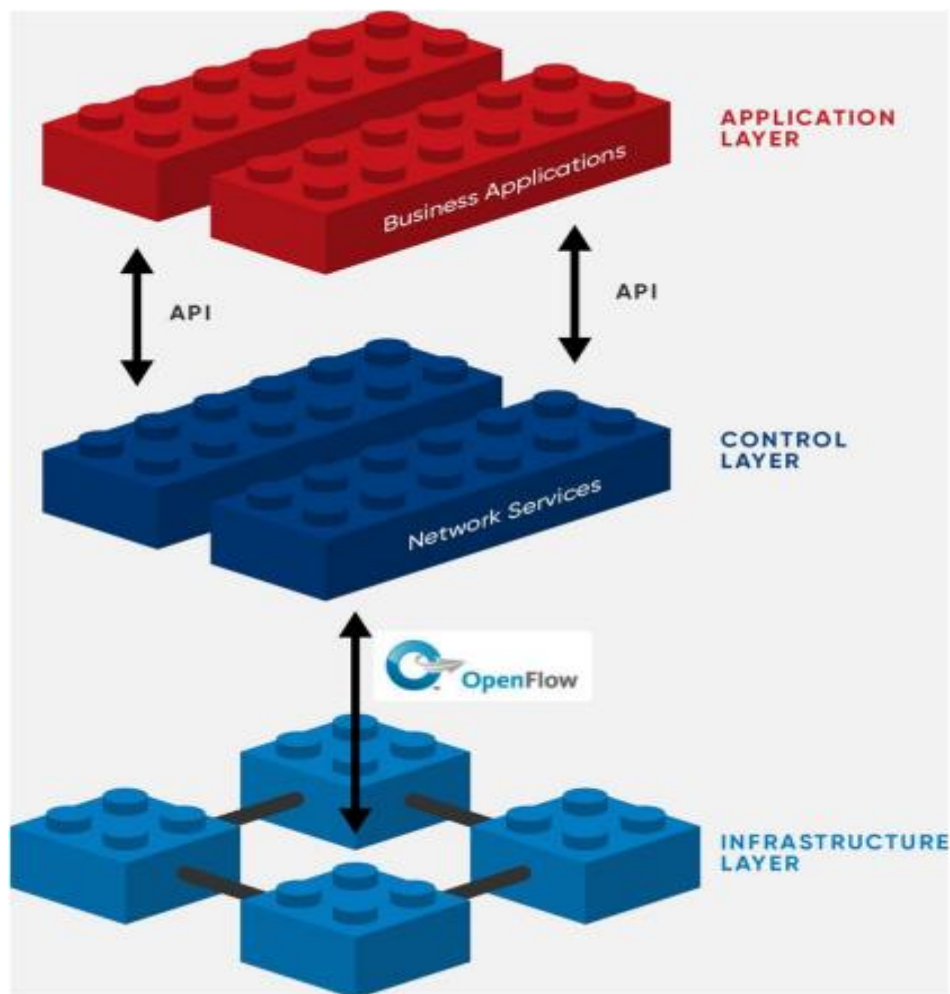 APPLICATION
LAYER
Business Applications
API
API
CONTROL
LAYER
Network Services
OpenFlow
INFRASTRUCTURE
LAYER